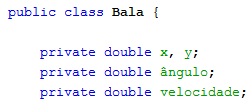 public class Bala {
private double x, y;
private double ângulo;
private double velocidade;